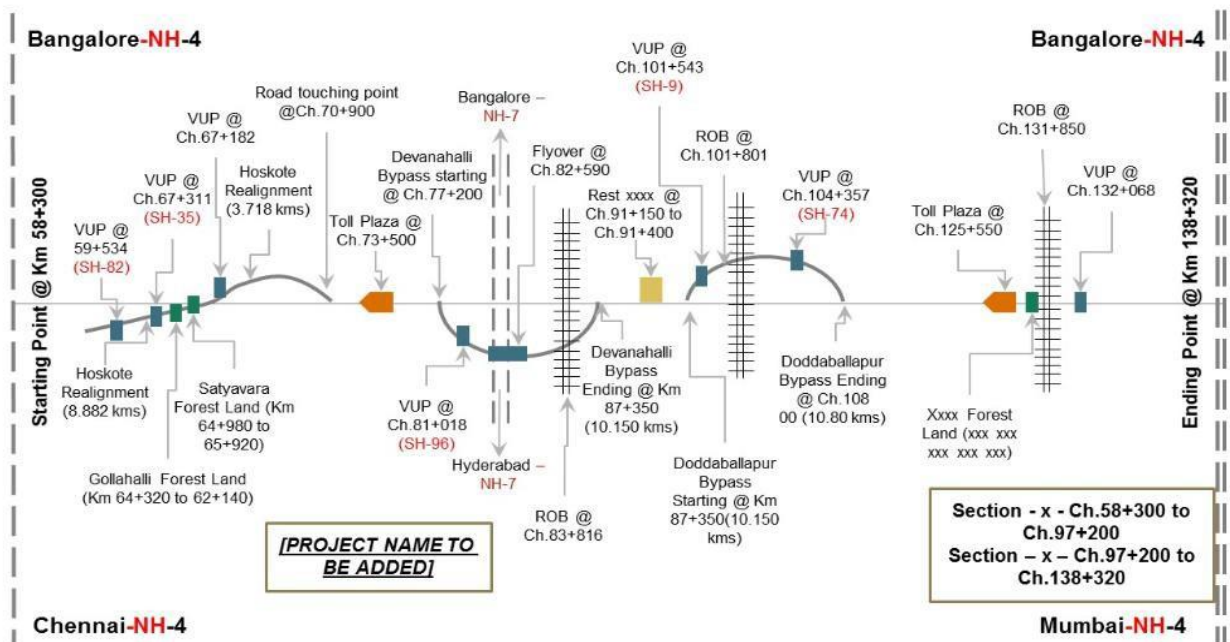 Bangalore-NH-4
Bangalore-NH-4
VUP @
Ch.101+543
(SH-9)
Road touching point
@Ch.70+900
Bangalore –
NH-7
ROB @
Ch.131+850
VUP @
Ch.67+182
ROB @
Ch.101+801
Devanahalli
Bypass starting
@ Ch.77+200
Flyover @
Ch.82+590
Hoskote
Realignment
(3.718 kms)
VUP @
Ch.132+068
VUP @
Ch.67+311
(SH-35)
Rest xxxx @
Ch.91+150 to
Ch.91+400
VUP @
Ch.104+357
(SH-74)
Toll Plaza @
Ch.73+500
Toll Plaza @
Ch.125+550
VUP @
59+534
(SH-82)
Starting Point @ Km 58+300
Ending Point @ Km 138+320
Hoskote
Realignment
(8.882 kms)
Satyavara
Forest Land (Km
64+980 to
65+920)
Gollahalli Forest Land
(Km 64+320 to 62+140)
VUP @
Ch.81+018
(SH-96)
Hyderabad –
NH-7
ROB @
Ch.83+816
Devanahalli
Bypass
Ending @ Km
87+350
(10.150 kms)
Doddaballapur
Bypass
Starting @ Km
87+350(10.150
kms)
Doddaballapur
Bypass Ending
@ Ch.108
00 (10.80 kms)
Xxxx Forest
Land (xxx xxx
xxx xxx xxx)
[PROJECT NAME TO
BE ADDED]
Section - x - Ch.58+300 to
Ch.97+200
Section – x – Ch.97+200 to
Ch.138+320
Chennai-NH-4
Mumbai-NH-4